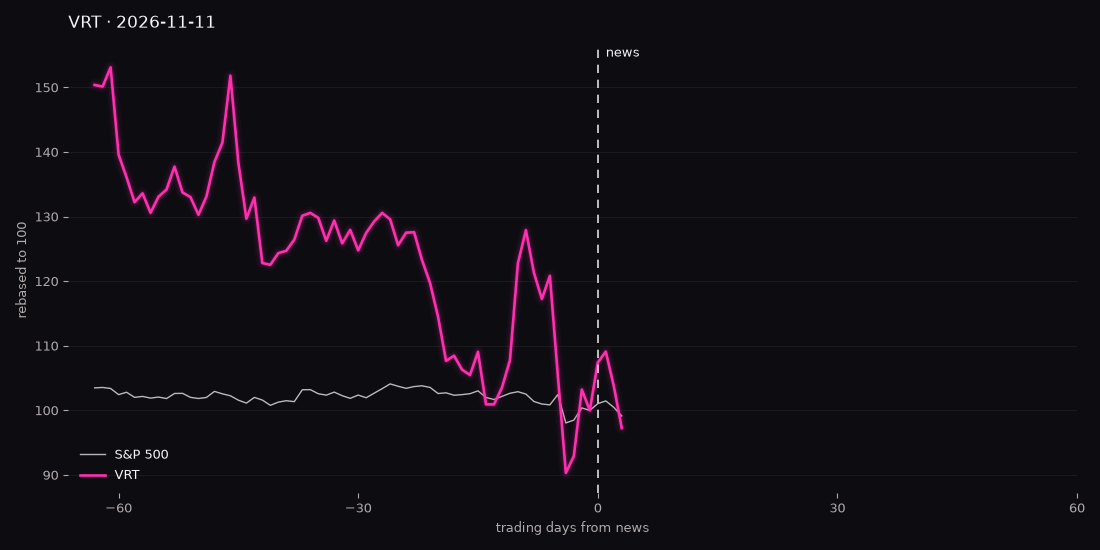 VRT · 2026-11-11
news
150
140
130
120
110
100
90
rebased to 100
S&P 500
VRT
−60
−30
0
30
60
trading days from news